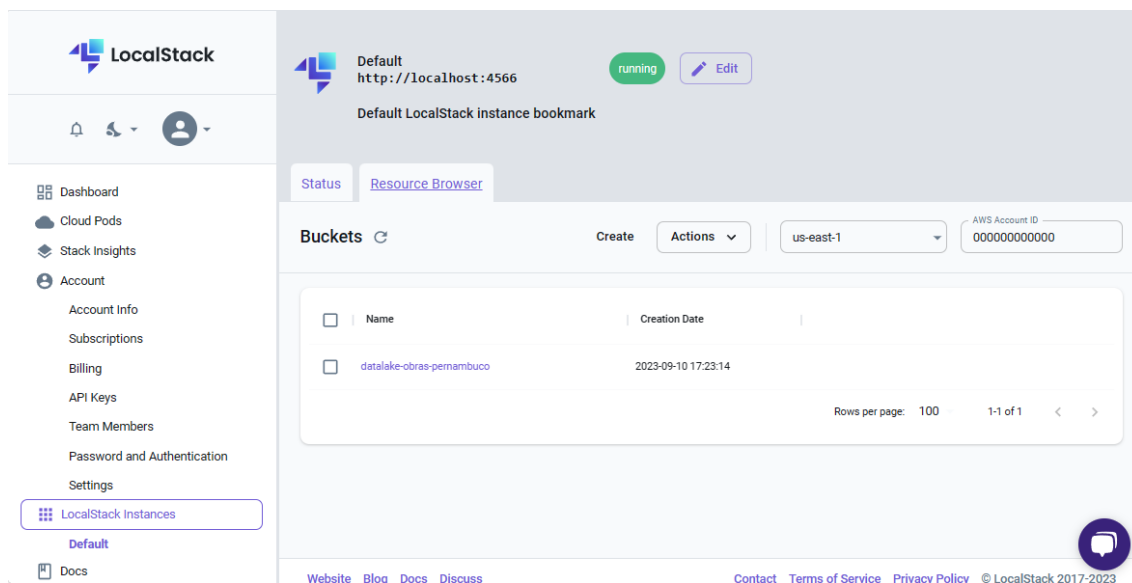 LocalStack
Dashboard
Cloud Pods
Stack Insights
Account
Account Info
Subscriptions
Billing
API Keys
Team Members
Password and Authentication
Settings
LocalStack Instances
Default
Docs
Default
http://localhost:4566
running
Edit
Default LocalStack instance bookmark
Status
Resource Browser
Buckets
Create
Actions
us-east-1
AWS Account ID
000000000000
Name
Creation Date
datalake-obras-pernambuco
2023-09-10 17:23:14
Rows per page: 100
1-1 of 1
Website Blog Docs Discuss
Contact Terms of Service Privacy Policy © LocalStack 2017-2023